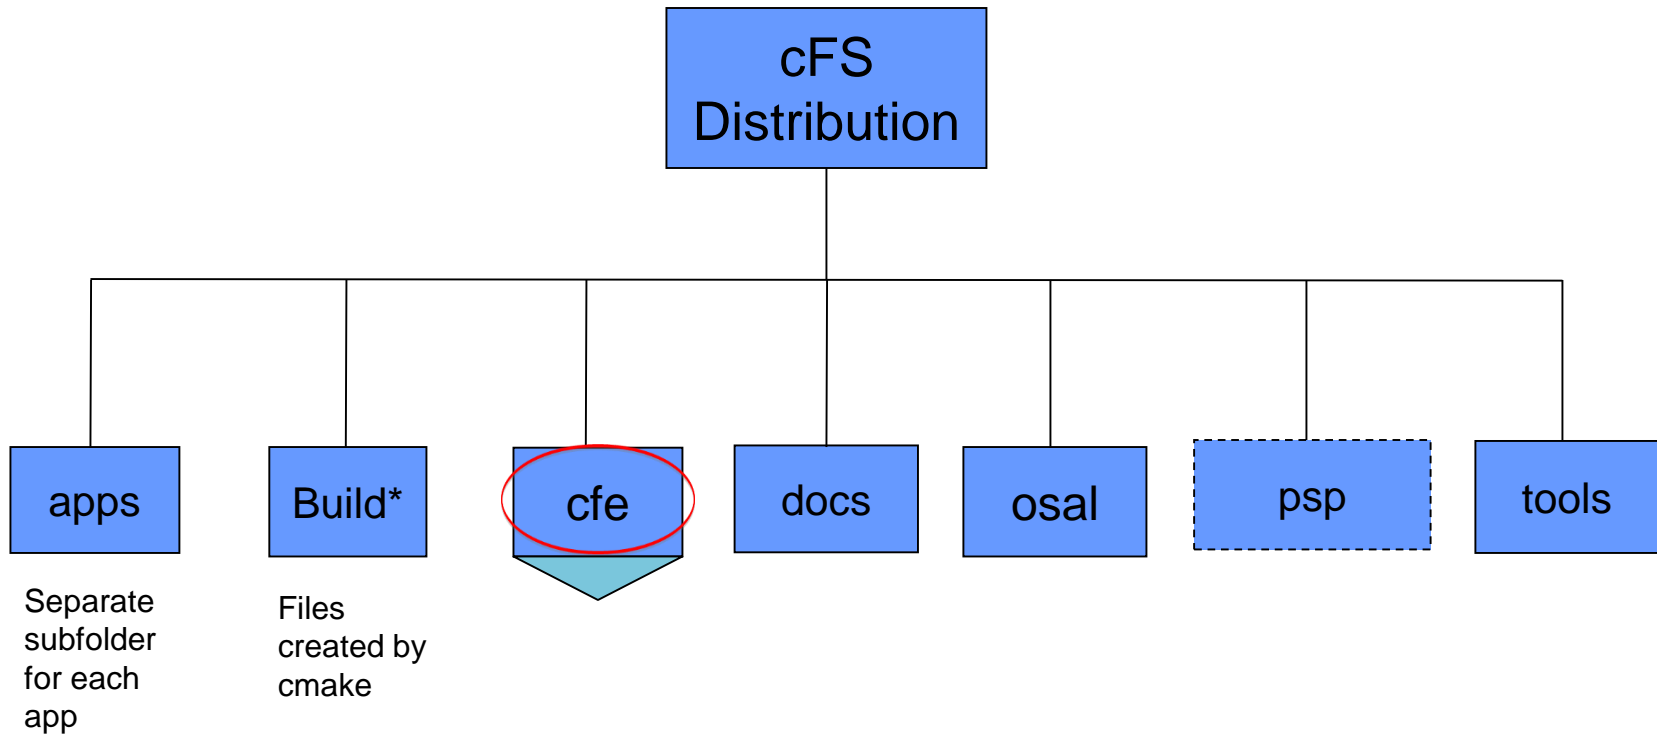 cFS
Distribution
apps
Build*
cfe
docs
osal
psp
tools
Separate
subfolder
for each
app
Files
created by
cmake